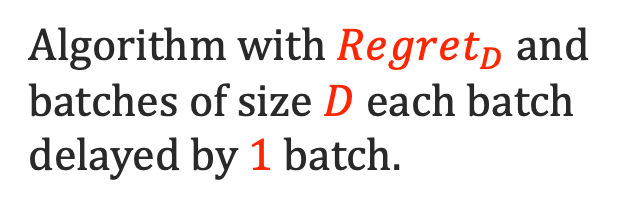 Algorithm with Regret_D and
batches of size D each batch
delayed by 1 batch.